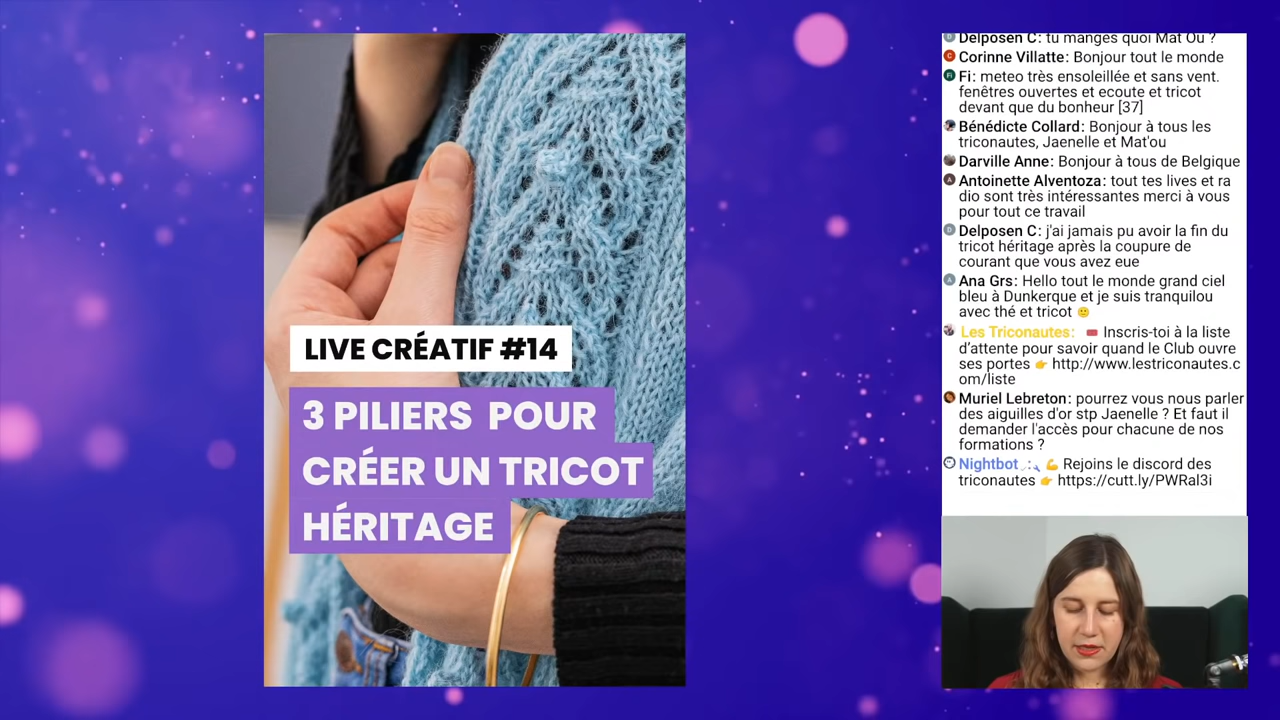 LIVE CRÉATIF #14
3 PILIERS POUR
CRÉER UN TRICOT
HÉRITAGE
Delposen C: tu manges quoi Mat Ou ?
Corinne Villatte: Bonjour tout le monde
Fi: meteo très ensoleillée et sans vent.
fenêtres ouvertes et ecoute et tricot
devant que du bonheur [37]
Bénédicte Collard: Bonjour à tous les
triconautes, Jaenelle et Mat'ou
Darville Anne: Bonjour à tous de Belgique
Antoinette Alventoza: tout tes lives et ra
dio sont très intéressantes merci à vous
pour tout ce travail
Delposen C: j'ai jamais pu avoir la fin du
tricot héritage après la coupure de
courant que vous avez eue
Ana Grs: Hello tout le monde grand ciel
bleu à Dunkerque et je suis tranquilou
avec thé et tricot 🙂
Les Triconautes: 🎟️ Inscris-toi à la liste
d'attente pour savoir quand le Club ouvre
ses portes 👉 http://www.lestriconautes.c
om/liste
Muriel Lebreton: pourrez vous nous parler
des aiguilles d'or stp Jaenelle ? Et faut il
demander l'accès pour chacune de nos
formations ?
Nightbot : 💪 Rejoins le discord des
triconautes 👉 https://cutt.ly/PWRal3i